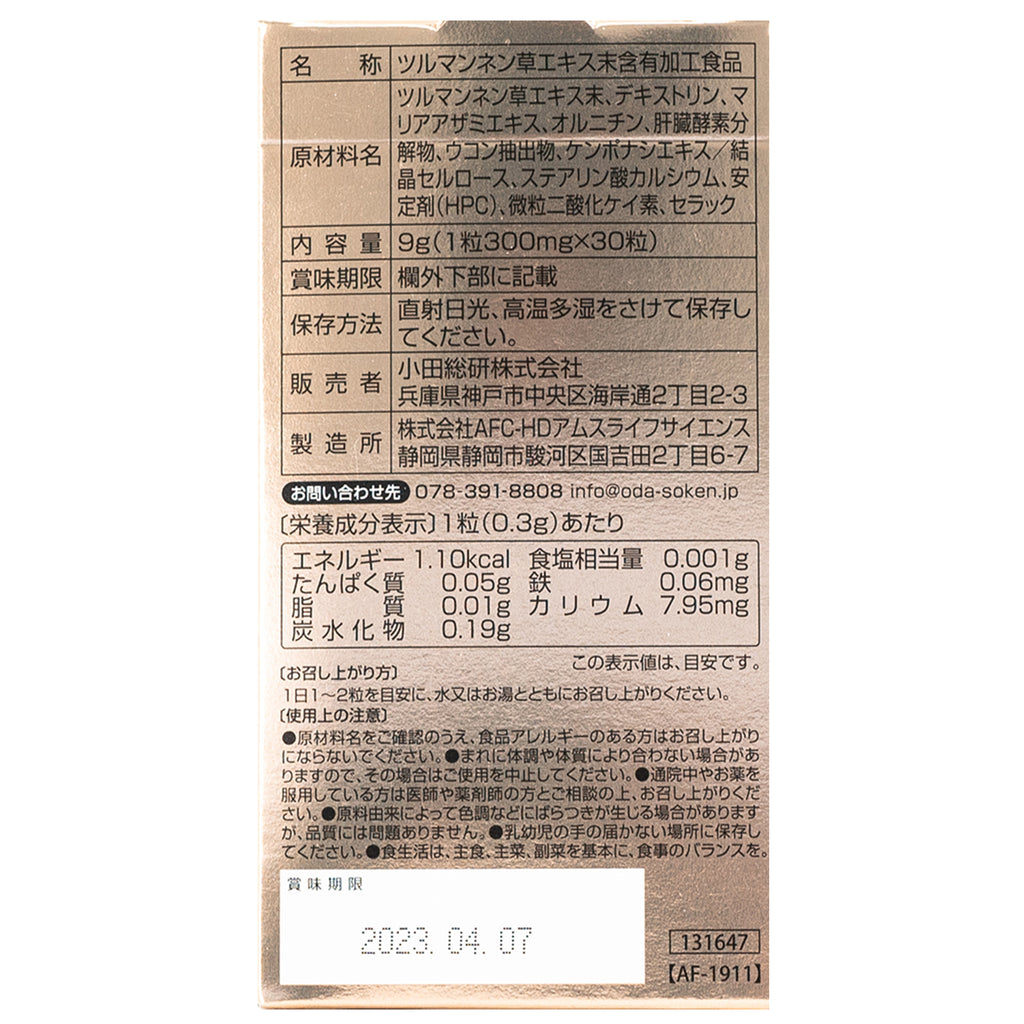 名称 ツルマンネン草エキス末含有加工食品
原材料名 ツルマンネン草エキス末、デキストリン、マ
リアアザミエキス、オルニチン、肝臓酵素分
解物、ウコン抽出物、ケンポナシエキス／結
晶セルロース、ステアリン酸カルシウム、安
定剤(HPC)、微粒二酸化ケイ素、セラック
内容量 9g(1粒300mg×30粒)
賞味期限 欄外下部に記載
保存方法 直射日光、高温多湿をさけて保存し
てください。
販売者 小田総研株式会社
兵庫県神戸市中央区海岸通2丁目2-3
製造所 株式会社AFC-HDアムスライフサイエンス
静岡県静岡市駿河区国吉田2丁目6-7
お問い合わせ先 078-391-8808 info@oda-soken.jp
〔栄養成分表示〕1粒(0.3g)あたり
エネルギー 1.10kcal 食塩相当量 0.001g
たんぱく質 0.05g 鉄 0.06mg
脂質 0.01g カリウム 7.95mg
炭水化物 0.19g
この表示値は、目安です。
〔お召し上がり方〕
1日1～2粒を目安に、水又はお湯とともにお召し上がりください。
〔使用上の注意〕
●原材料名をご確認のうえ、食品アレルギーのある方はお召し上がり
にならないでください。●まれに体調や体質により合わない場合があ
りますので、その場合はご使用を中止してください。●通院中やお薬を
服用している方は医師や薬剤師の方とご相談の上、お召し上がりくだ
さい。●原料由来によって色調などにばらつきが生じる場合があります
が、品質には問題ありません。●乳幼児の手の届かない場所に保存し
てください。●食生活は、主食、主菜、副菜を基本に、食事のバランスを。
賞味期限
2023.04.07
131647
【AF-1911】